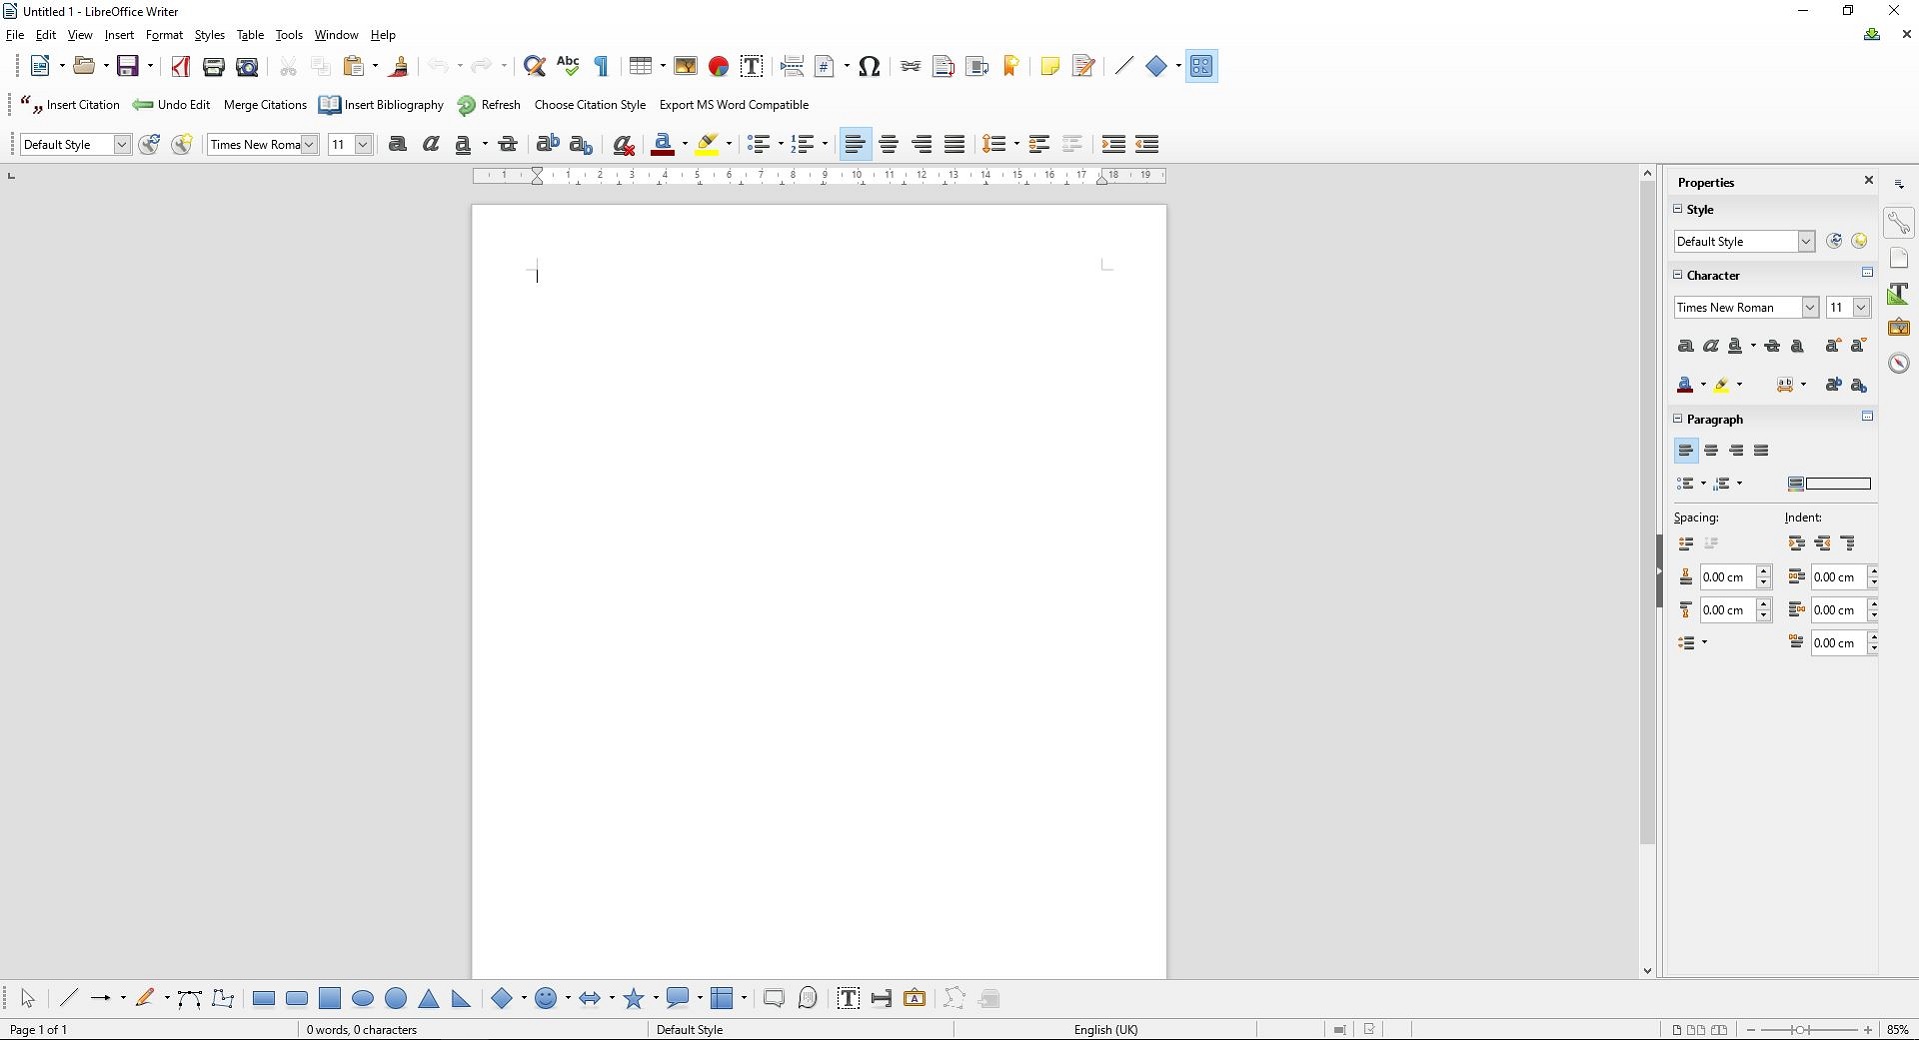 Untitled 1 - LibreOffice Writer
File Edit View Insert Format Styles Table Tools Window Help
Insert Citation Undo Edit Merge Citations Insert Bibliography Refresh Choose Citation Style Export MS Word Compatible
Default Style Times New Roma 11
1 1 2 3 4 5 6 7 8 9 10 11 12 13 14 15 16 17 18 19
Properties
Style
Default Style
Character
Times New Roman 11
Paragraph
Spacing: Indent:
0.00 cm 0.00 cm
0.00 cm 0.00 cm
0.00 cm
Page 1 of 1 0 words, 0 characters Default Style English (UK) 85%